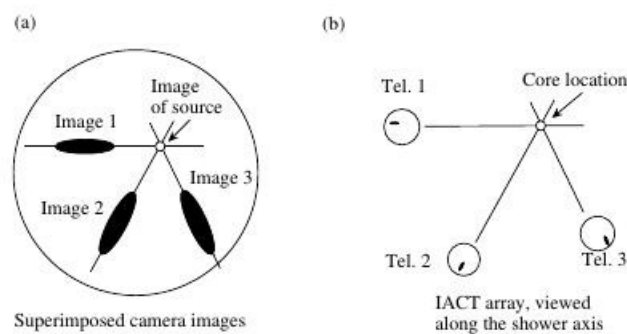 (a)
Image
of source
Image 1
Image 3
Image 2
Superimposed camera images
(b)
Tel. 1
Core location
Tel. 2
Tel. 3
IACT array, viewed
along the shower axis